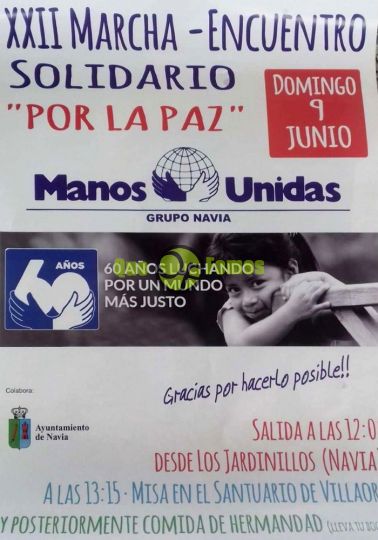 XXII MARCHA - ENCUENTRO
SOLIDARIO
"POR LA PAZ"
DOMINGO
9
JUNIO
Manos Unidas
GRUPO NAVIA
60 AÑOS
60 AÑOS LUCHANDO
POR UN MUNDO
MÁS JUSTO
Gracias por hacerlo posible!!
Colabora:
Ayuntamiento
de Navia
SALIDA A LAS 12:0
DESDE LOS JARDINILLOS (NAVIA
A LAS 13:15 - MISA EN EL SANTUARIO DE VILLAOR
Y POSTERIORMENTE COMIDA DE HERMANDAD (LLEVA TU